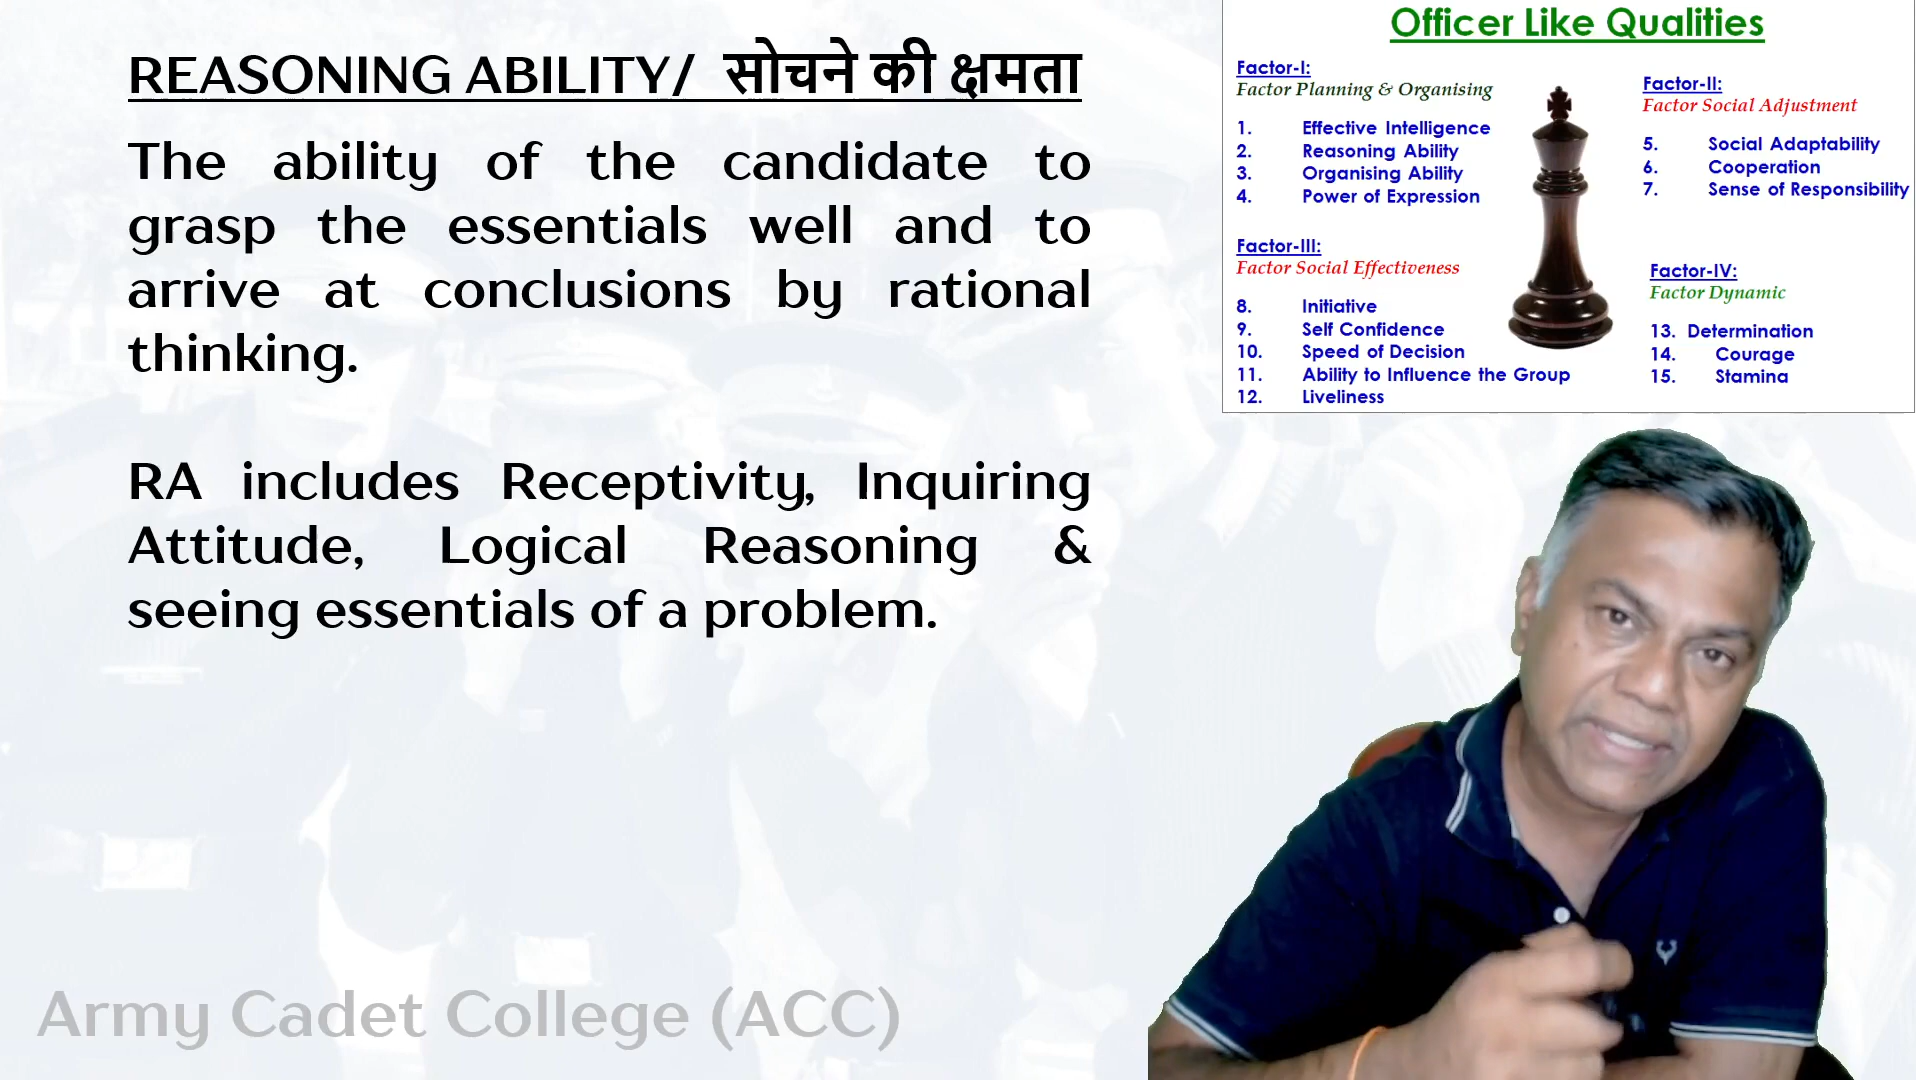 REASONING ABILITY/ सोचने की क्षमता
The ability of the candidate to
grasp the essentials well and to
arrive at conclusions by rational
thinking.
RA includes Receptivity, Inquiring
Attitude, Logical Reasoning &
seeing essentials of a problem.
Army Cadet College (ACC)
Officer Like Qualities
Factor-I:
Factor Planning & Organising
1. Effective Intelligence
2. Reasoning Ability
3. Organising Ability
4. Power of Expression
Factor-II:
Factor Social Adjustment
5. Social Adaptability
6. Cooperation
7. Sense of Responsibility
Factor-III:
Factor Social Effectiveness
8. Initiative
9. Self Confidence
10. Speed of Decision
11. Ability to Influence the Group
12. Liveliness
Factor-IV:
Factor Dynamic
13. Determination
14. Courage
15. Stamina